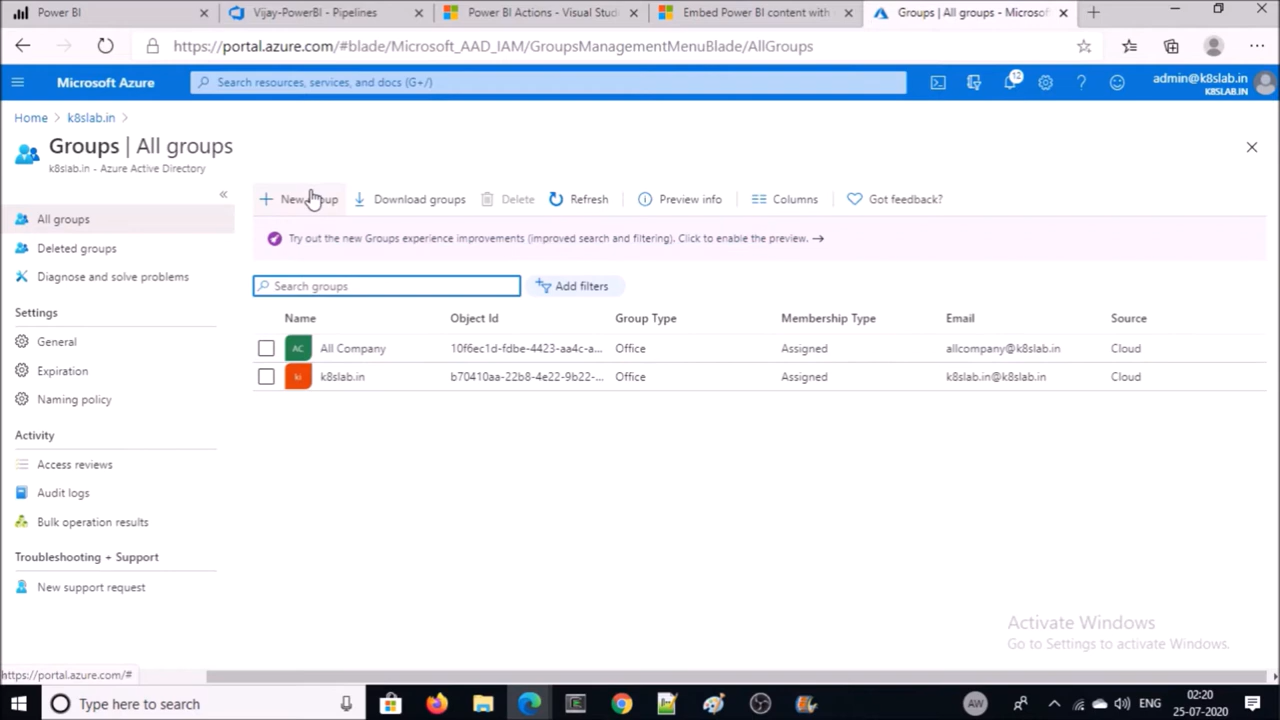 Power BI
Vijay-PowerBI - Pipelines
Power BI Actions - Visual Stud
Embed Power BI content with
Groups | All groups - Microsof
https://portal.azure.com/#blade/Microsoft_AAD_IAM/GroupsManagementMenuBlade/AllGroups
Microsoft Azure
Search resources, services, and docs (G+/)
12
admin@k8slab.in
K8SLAB.IN
Home > k8slab.in >
Groups | All groups
k8slab.in - Azure Active Directory
New group
Download groups
Delete
Refresh
Preview info
Columns
Got feedback?
All groups
Deleted groups
Diagnose and solve problems
Settings
General
Expiration
Naming policy
Activity
Access reviews
Audit logs
Bulk operation results
Troubleshooting + Support
New support request
Try out the new Groups experience improvements (improved search and filtering). Click to enable the preview. →
Search groups
Add filters
Name Object Id Group Type Membership Type Email Source
AC All Company 10f6ec1d-fdbe-4423-aa4c-a... Office Assigned allcompany@k8slab.in Cloud
ki k8slab.in b70410aa-22b8-4e22-9b22-... Office Assigned k8slab.in@k8slab.in Cloud
Activate Windows
Go to Settings to activate Windows.
https://portal.azure.com/#
Type here to search
AW
ENG
02:20
25-07-2020